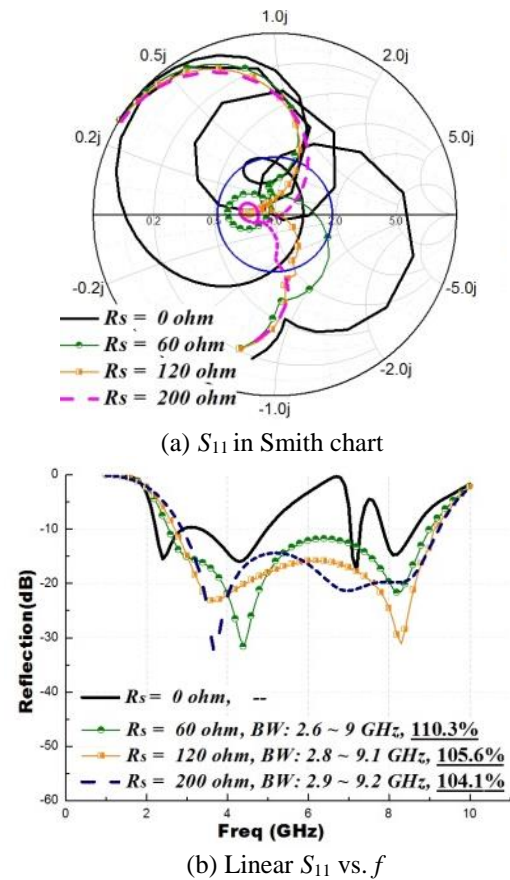 1.0j
0.5j 2.0j
0.2j 5.0j
0.2 0.5 1.0 2.0 5.0
-0.2j -5.0j
Rs = 0 ohm
Rs = 60 ohm
Rs = 120 ohm -2.0j
Rs = 200 ohm -1.0j
(a) S11 in Smith chart
0
-10
-20
-30
-40
-50
-60
Reflection(dB)
Rs = 0 ohm, --
Rs = 60 ohm, BW: 2.6 ~ 9 GHz, 110.3%
Rs = 120 ohm, BW: 2.8 ~ 9.1 GHz, 105.6%
Rs = 200 ohm, BW: 2.9 ~ 9.2 GHz, 104.1%
0 2 4 6 8 10
Freq (GHz)
(b) Linear S11 vs. f